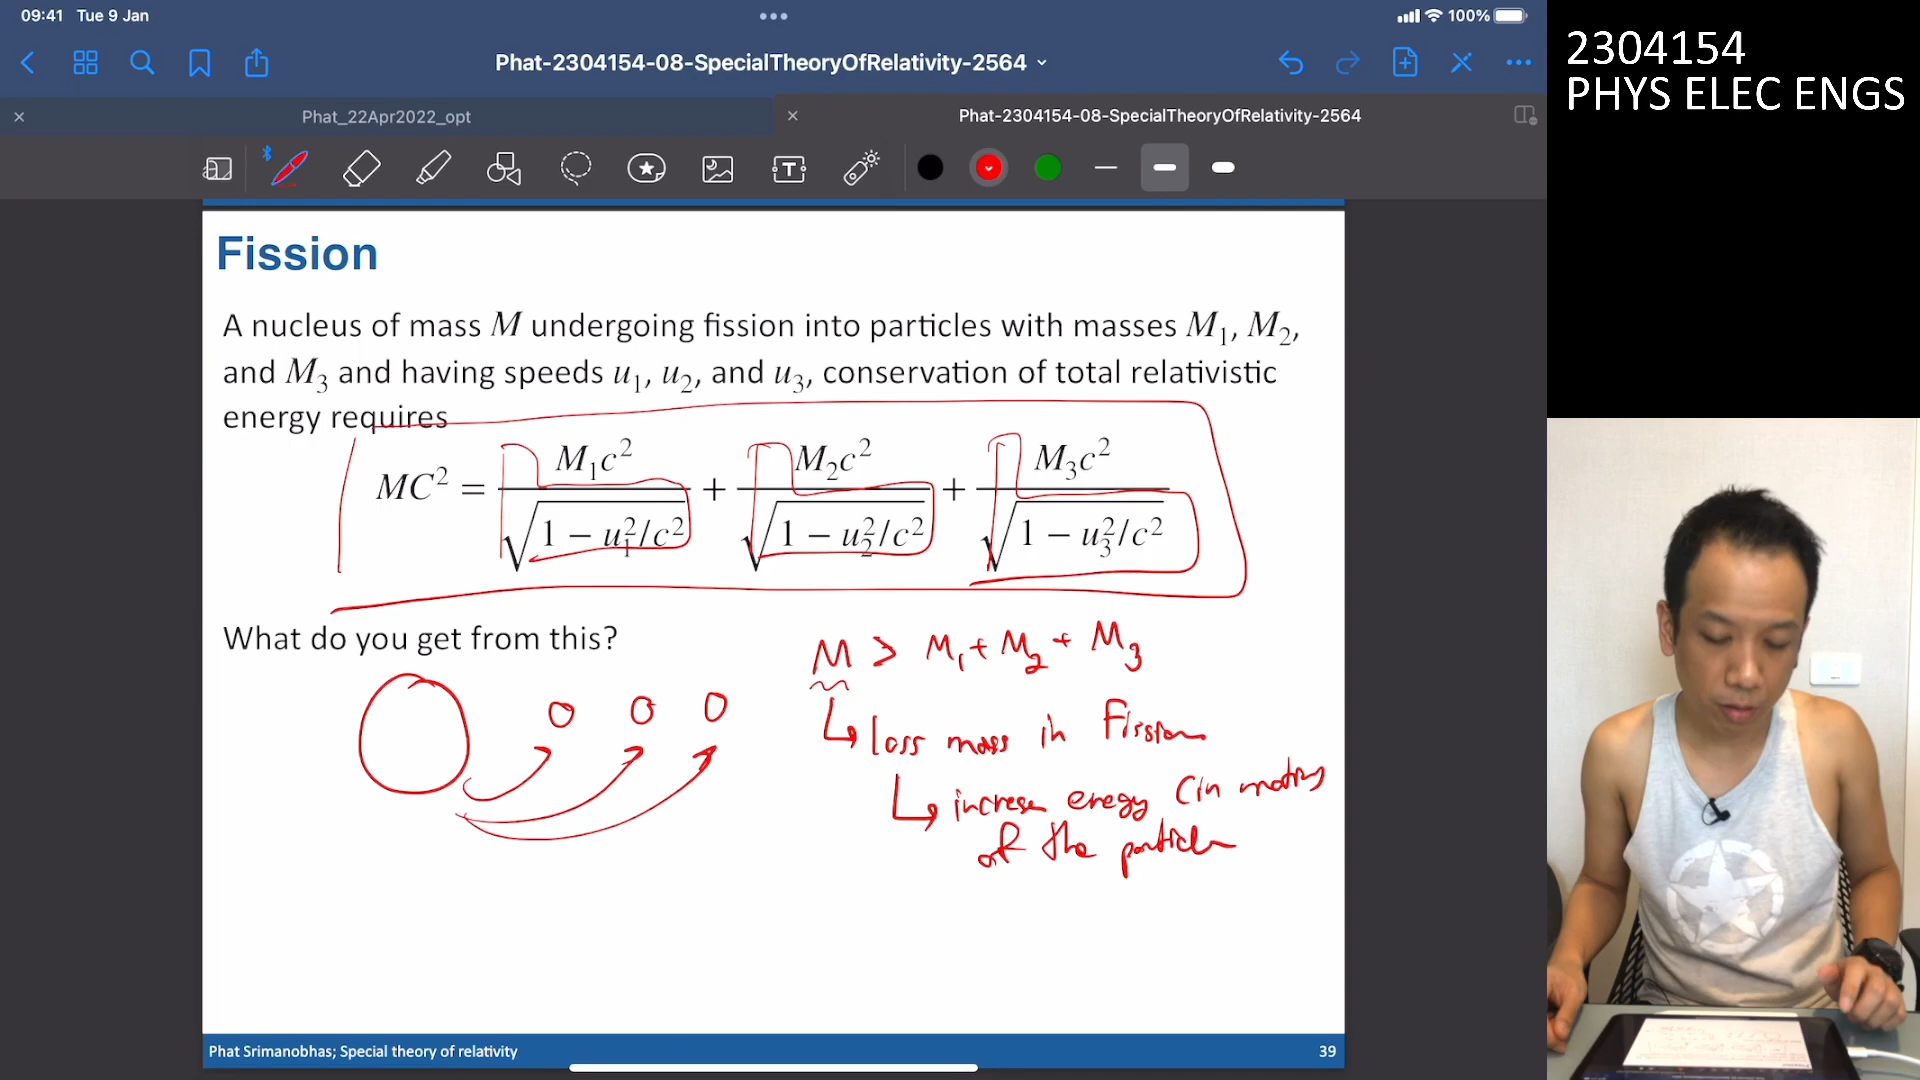 09:41 Tue 9 Jan
100%
Phat-2304154-08-SpecialTheoryOfRelativity-2564
Phat_22Apr2022_opt
Phat-2304154-08-SpecialTheoryOfRelativity-2564
2304154
PHYS ELEC ENGS
Fission
A nucleus of mass M undergoing fission into particles with masses M₁, M₂,
and M₃ and having speeds u₁, u₂, and u₃, conservation of total relativistic
energy requires
MC² = M₁c²/√(1 − u₁²/c²) + M₂c²/√(1 − u₂²/c²) + M₃c²/√(1 − u₃²/c²)
What do you get from this?
M > M₁ + M₂ + M₃
loss mass in Fission
increase energy (in motion
of the particle
Phat Srimanobhas; Special theory of relativity
39